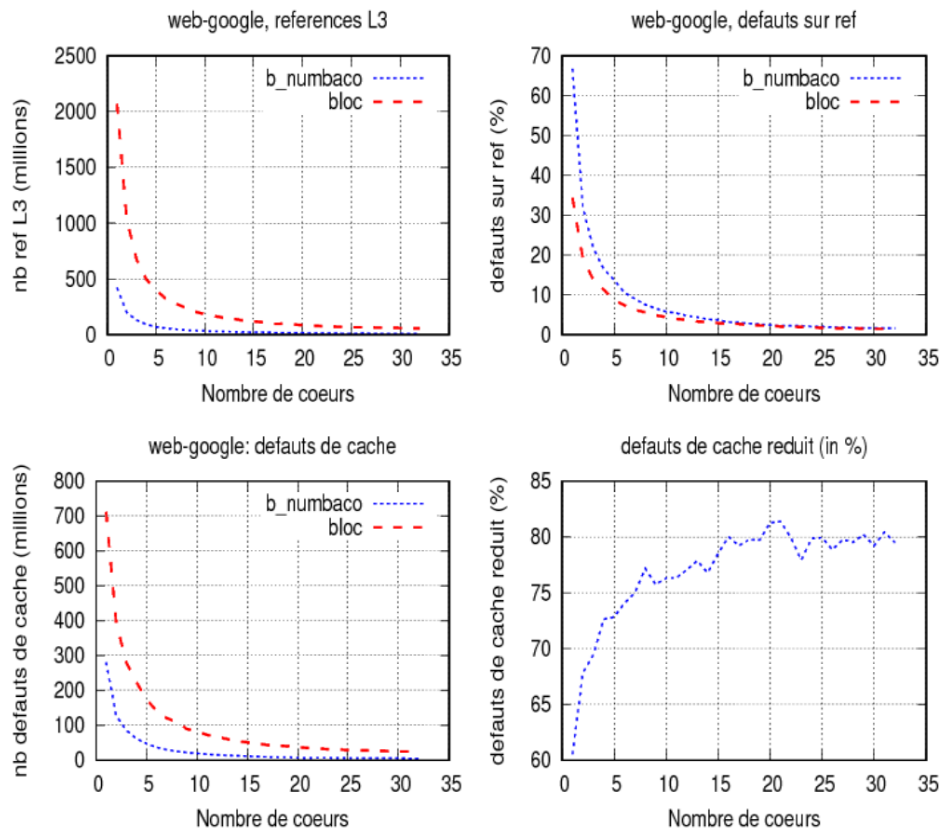 web-google, references L3
2500
2000
1500
1000
500
0
nb ref L3 (millions)
b_numbaco
bloc
0 5 10 15 20 25 30 35
Nombre de coeurs
web-google, defauts sur ref
70
60
50
40
30
20
10
0
defauts sur ref (%)
b_numbaco
bloc
0 5 10 15 20 25 30 35
Nombre de coeurs
web-google: defauts de cache
800
700
600
500
400
300
200
100
0
nb defauts de cache (millions)
b_numbaco
bloc
0 5 10 15 20 25 30 35
Nombre de coeurs
defauts de cache reduit (in %)
85
80
75
70
65
60
defauts de cache reduit (%)
0 5 10 15 20 25 30 35
Nombre de coeurs